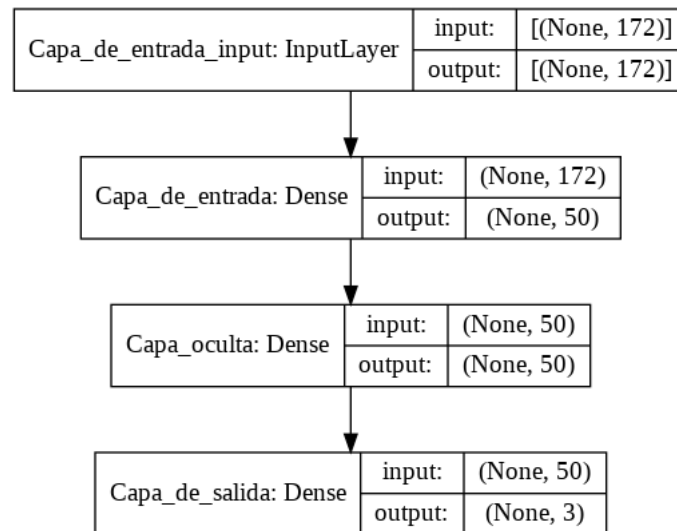 Capa_de_entrada_input: InputLayer
input: [(None, 172)]
output: [(None, 172)]
Capa_de_entrada: Dense
input: (None, 172)
output: (None, 50)
Capa_oculta: Dense
input: (None, 50)
output: (None, 50)
Capa_de_salida: Dense
input: (None, 50)
output: (None, 3)